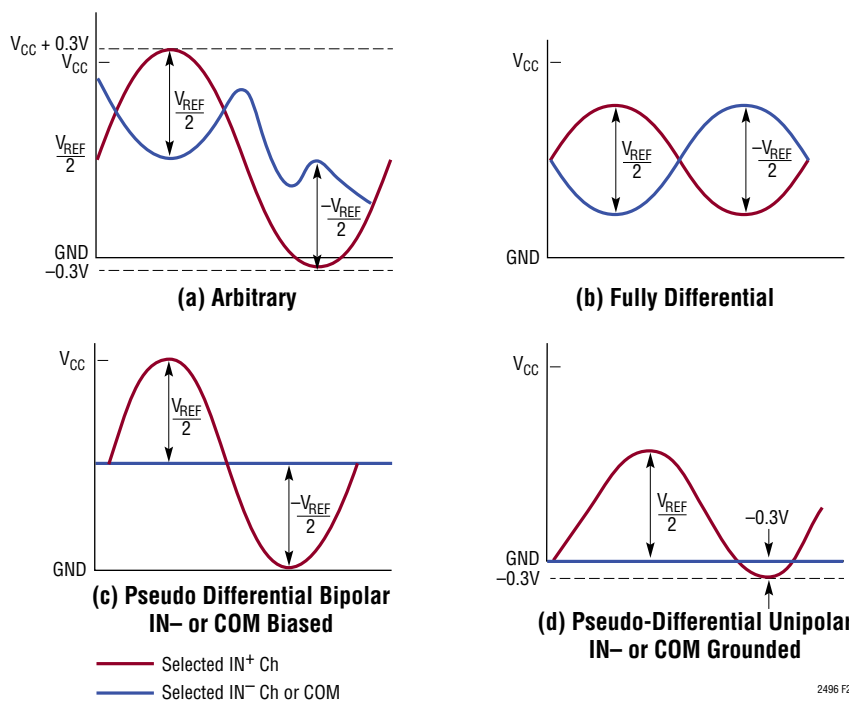 V_CC + 0.3V
V_CC
V_REF
2
V_REF
2
–V_REF
2
GND
–0.3V
(a) Arbitrary
V_CC
V_REF
2
–V_REF
2
GND
(b) Fully Differential
V_CC
V_REF
2
–V_REF
2
GND
(c) Pseudo Differential Bipolar
IN– or COM Biased
V_CC
V_REF
2
–0.3V
GND
–0.3V
(d) Pseudo-Differential Unipolar
IN– or COM Grounded
Selected IN⁺ Ch
Selected IN⁻ Ch or COM
2496 F2